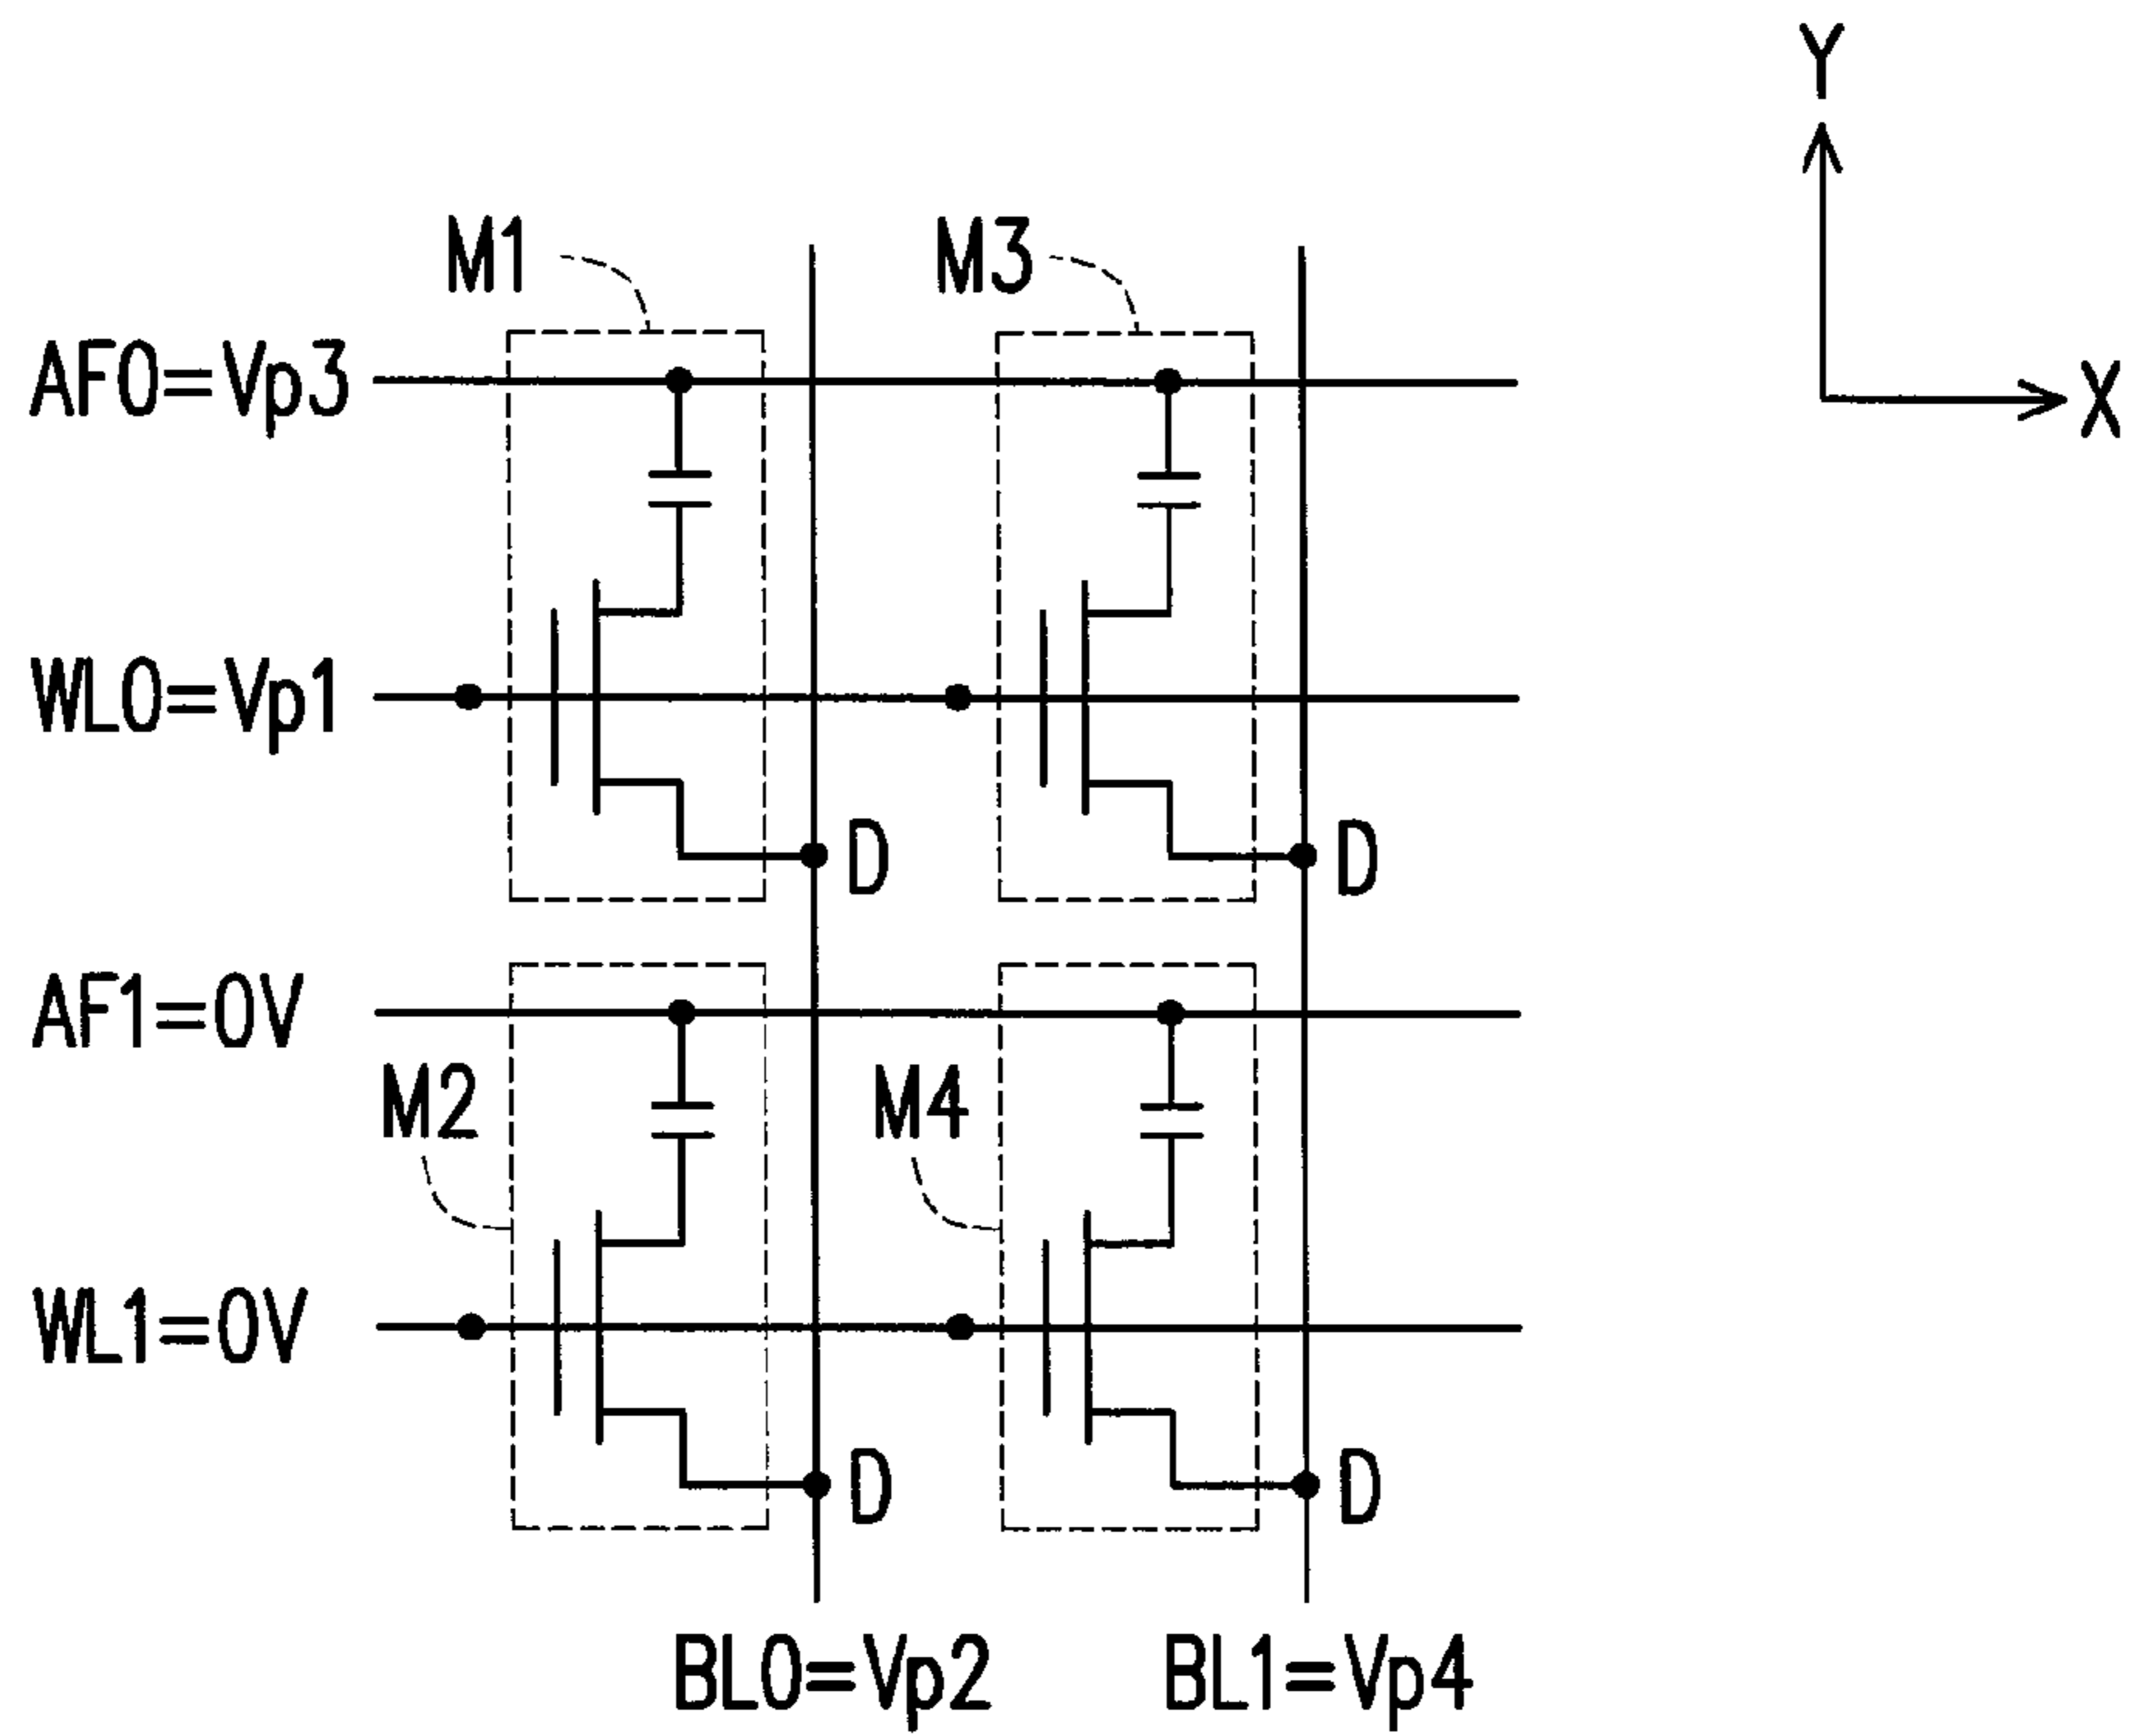 Y
M1 M3
AF0=Vp3
X
WL0=Vp1
D D
AF1=0V
M2 M4
WL1=0V
D D
BL0=Vp2 BL1=Vp4